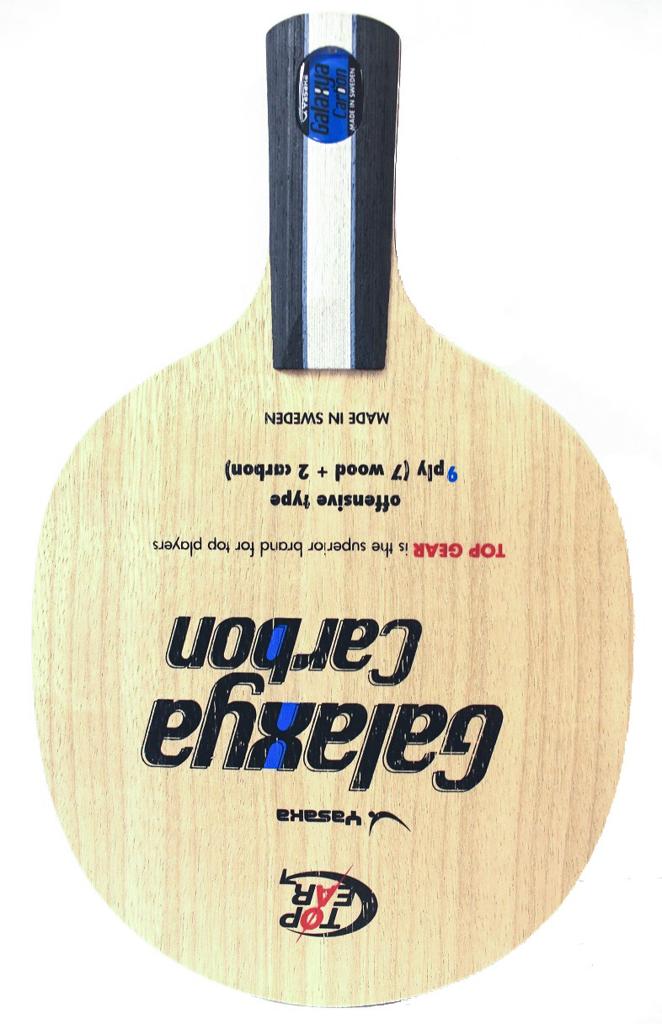 TOP
GEAR
Yasaka
Galaxya
Carbon
TOP GEAR is the superior brand for top players
offensive type
9 ply (7 wood + 2 carbon)
MADE IN SWEDEN
Yasaka
Galaxya
Carbon
MADE IN SWEDEN